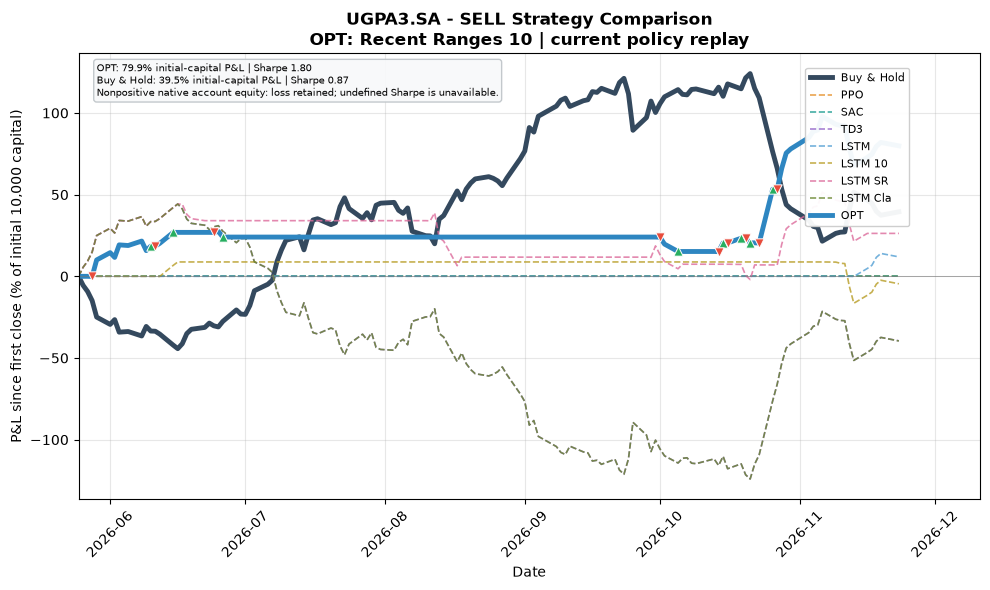 UGPA3.SA - SELL Strategy Comparison
OPT: Recent Ranges 10 | current policy replay
OPT: 79.9% initial-capital P&L | Sharpe 1.80
Buy & Hold: 39.5% initial-capital P&L | Sharpe 0.87
Nonpositive native account equity: loss retained; undefined Sharpe is unavailable.
Buy & Hold
PPO
SAC
TD3
LSTM
LSTM 10
LSTM SR
LSTM Cla
OPT
P&L since first close (% of initial 10,000 capital)
100
50
0
−50
−100
2026-06
2026-07
2026-08
2026-09
2026-10
2026-11
2026-12
Date